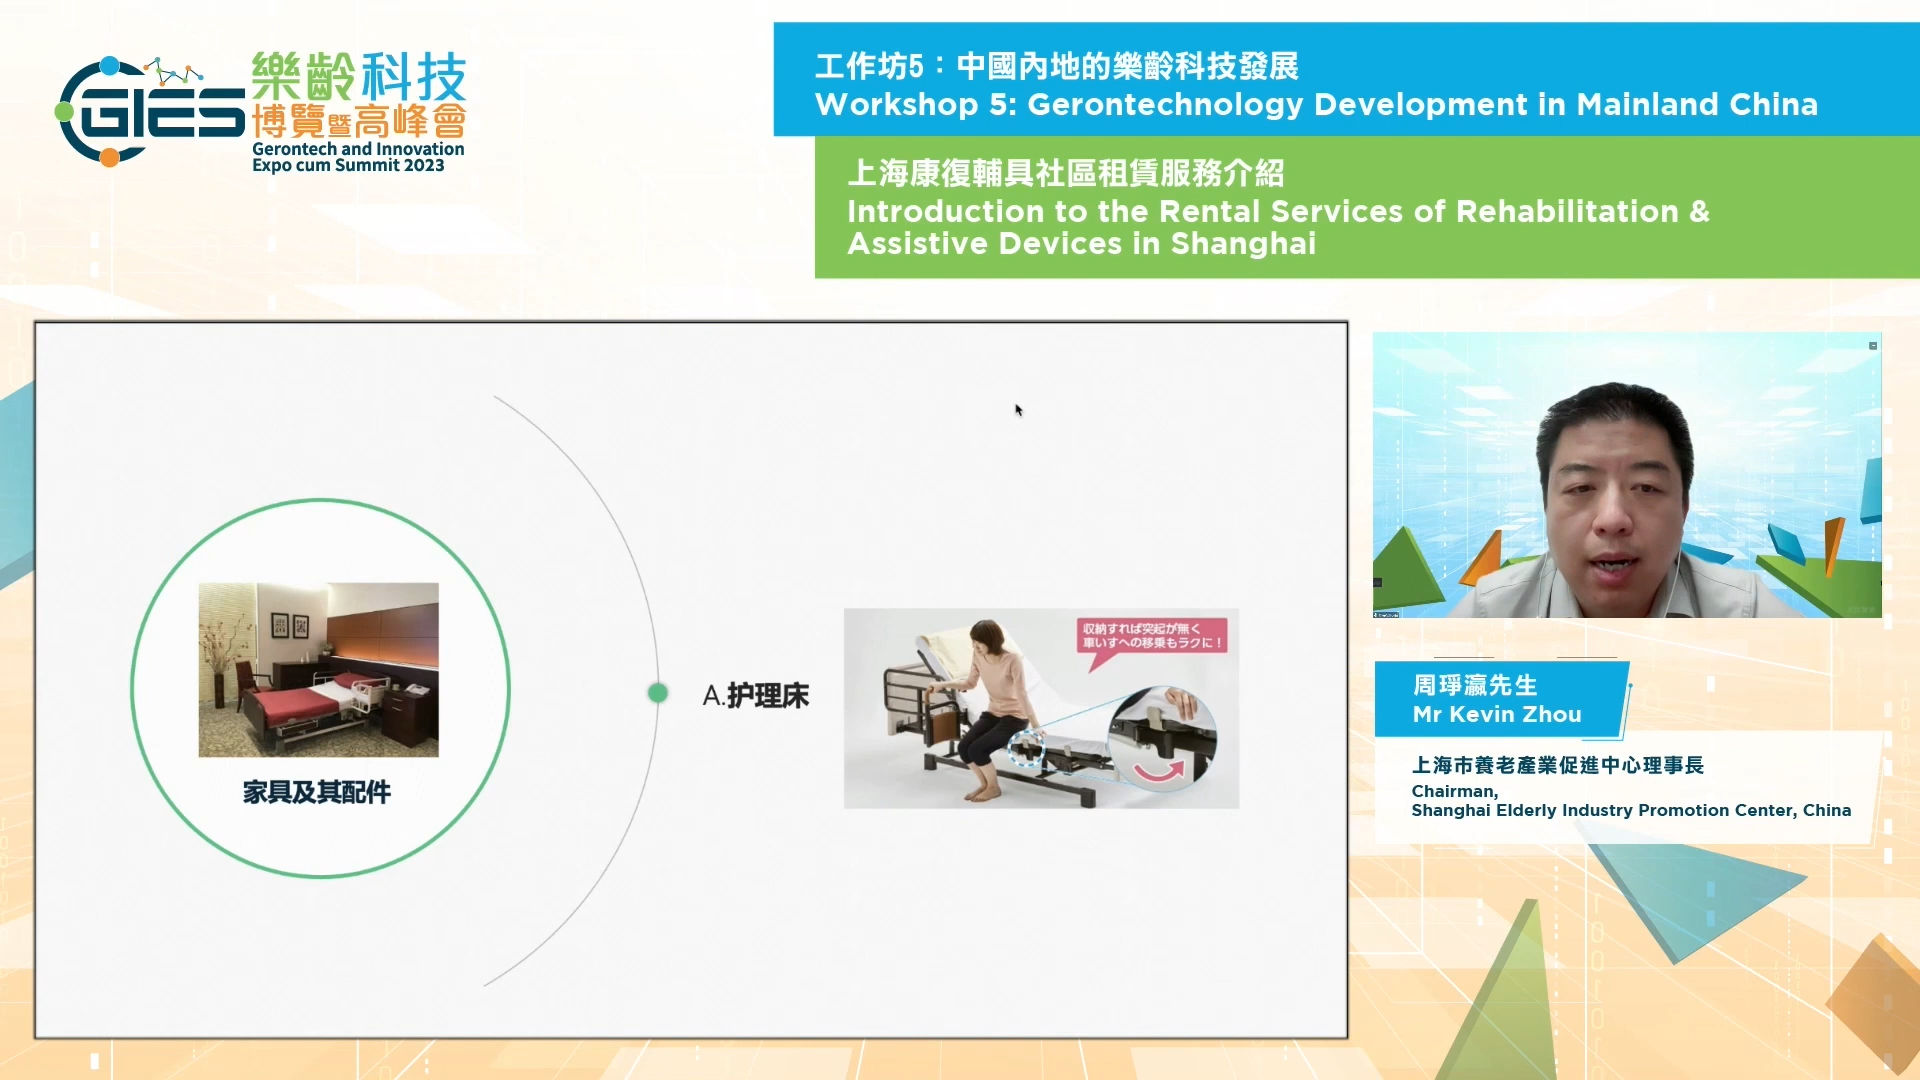 GIES
樂齡科技
博覽暨高峰會
Gerontech and Innovation
Expo cum Summit 2023
工作坊5：中國內地的樂齡科技發展
Workshop 5: Gerontechnology Development in Mainland China
上海康復輔具社區租賃服務介紹
Introduction to the Rental Services of Rehabilitation &
Assistive Devices in Shanghai
家具及其配件
A.护理床
収納すれば突起が無く
車いすへの移乗もラクに！
周琤瀛先生
Mr Kevin Zhou
上海市養老產業促進中心理事長
Chairman,
Shanghai Elderly Industry Promotion Center, China